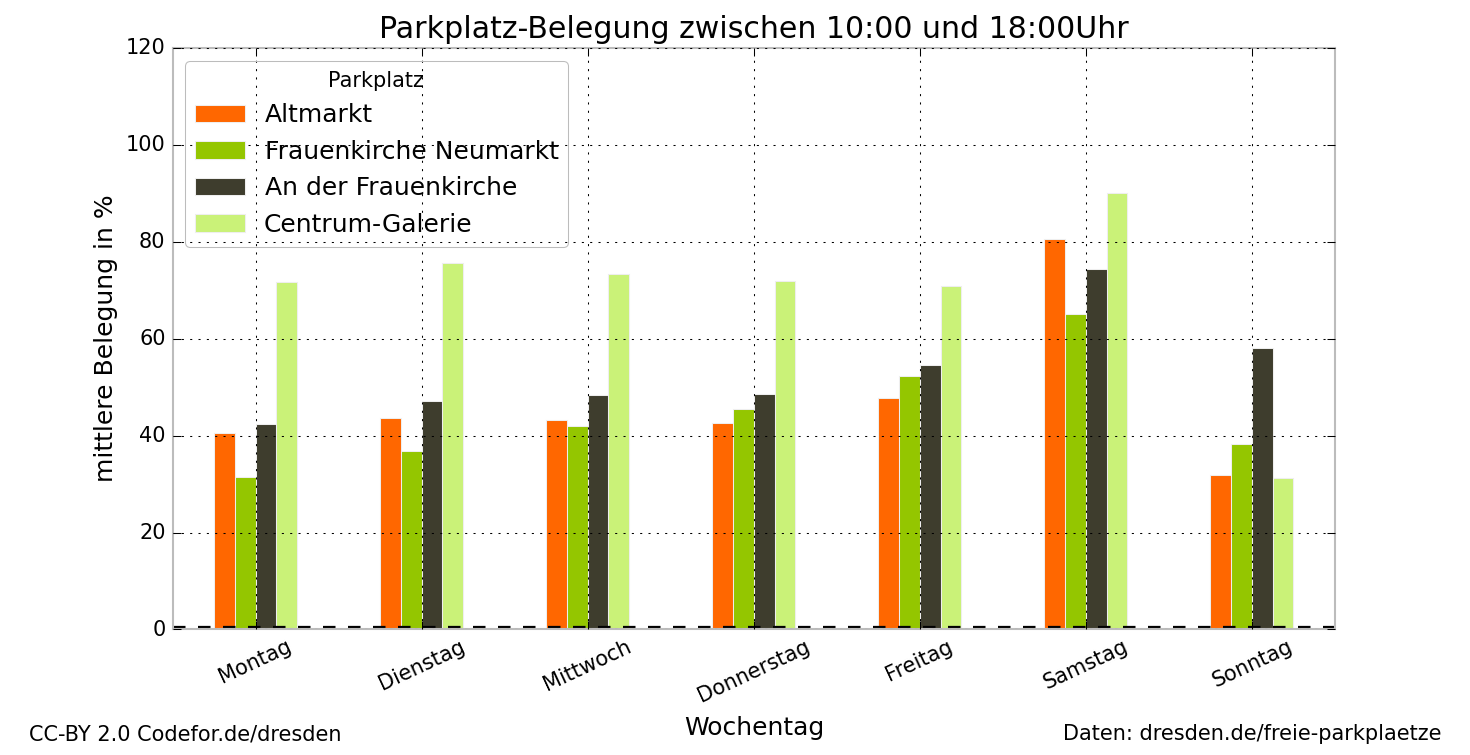 Parkplatz-Belegung zwischen 10:00 und 18:00Uhr
120
100
80
60
40
20
0
mittlere Belegung in %
Parkplatz
Altmarkt
Frauenkirche Neumarkt
An der Frauenkirche
Centrum-Galerie
Montag
Dienstag
Mittwoch
Donnerstag
Freitag
Samstag
Sonntag
Wochentag
CC-BY 2.0 Codefor.de/dresden
Daten: dresden.de/freie-parkplaetze